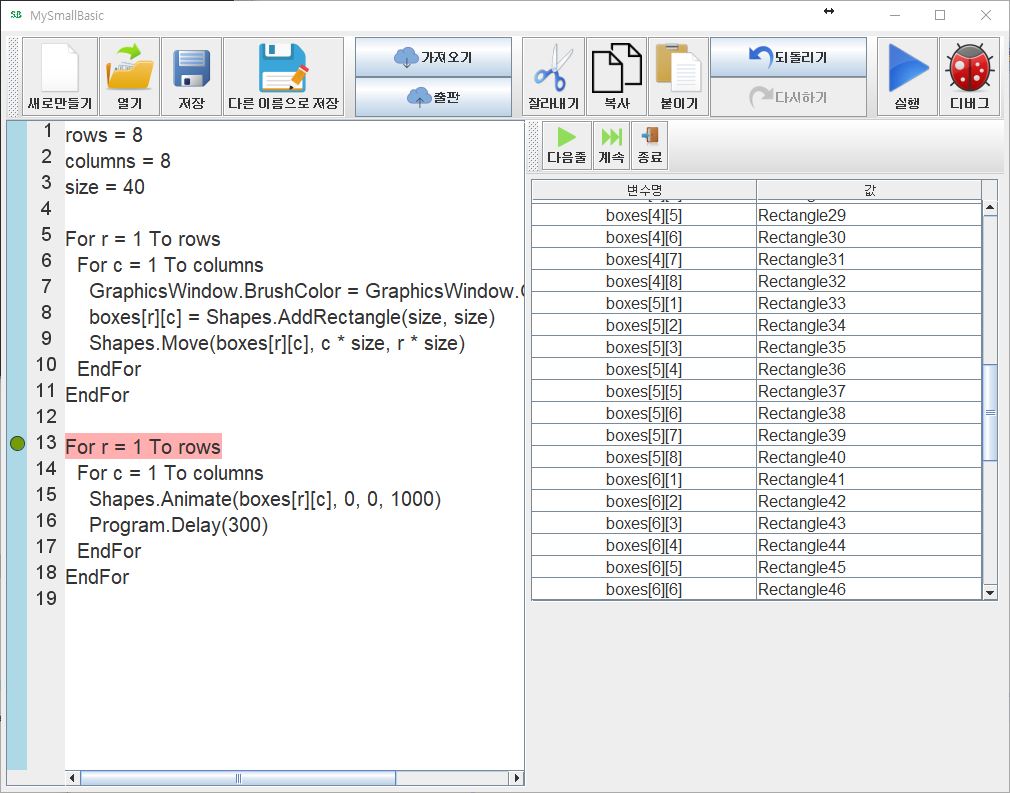 SB MySmallBasic
새로만들기 열기 저장 다른 이름으로 저장 가져오기 출판 잘라내기 복사 붙이기 되돌리기 다시하기 실행 디버그
다음줄 계속 종료
1 rows = 8
2 columns = 8
3 size = 40
4
5 For r = 1 To rows
6 For c = 1 To columns
7 GraphicsWindow.BrushColor = GraphicsWindow.
8 boxes[r][c] = Shapes.AddRectangle(size, size)
9 Shapes.Move(boxes[r][c], c * size, r * size)
10 EndFor
11 EndFor
12
13 For r = 1 To rows
14 For c = 1 To columns
15 Shapes.Animate(boxes[r][c], 0, 0, 1000)
16 Program.Delay(300)
17 EndFor
18 EndFor
19
변수명 값
boxes[4][5] Rectangle29
boxes[4][6] Rectangle30
boxes[4][7] Rectangle31
boxes[4][8] Rectangle32
boxes[5][1] Rectangle33
boxes[5][2] Rectangle34
boxes[5][3] Rectangle35
boxes[5][4] Rectangle36
boxes[5][5] Rectangle37
boxes[5][6] Rectangle38
boxes[5][7] Rectangle39
boxes[5][8] Rectangle40
boxes[6][1] Rectangle41
boxes[6][2] Rectangle42
boxes[6][3] Rectangle43
boxes[6][4] Rectangle44
boxes[6][5] Rectangle45
boxes[6][6] Rectangle46